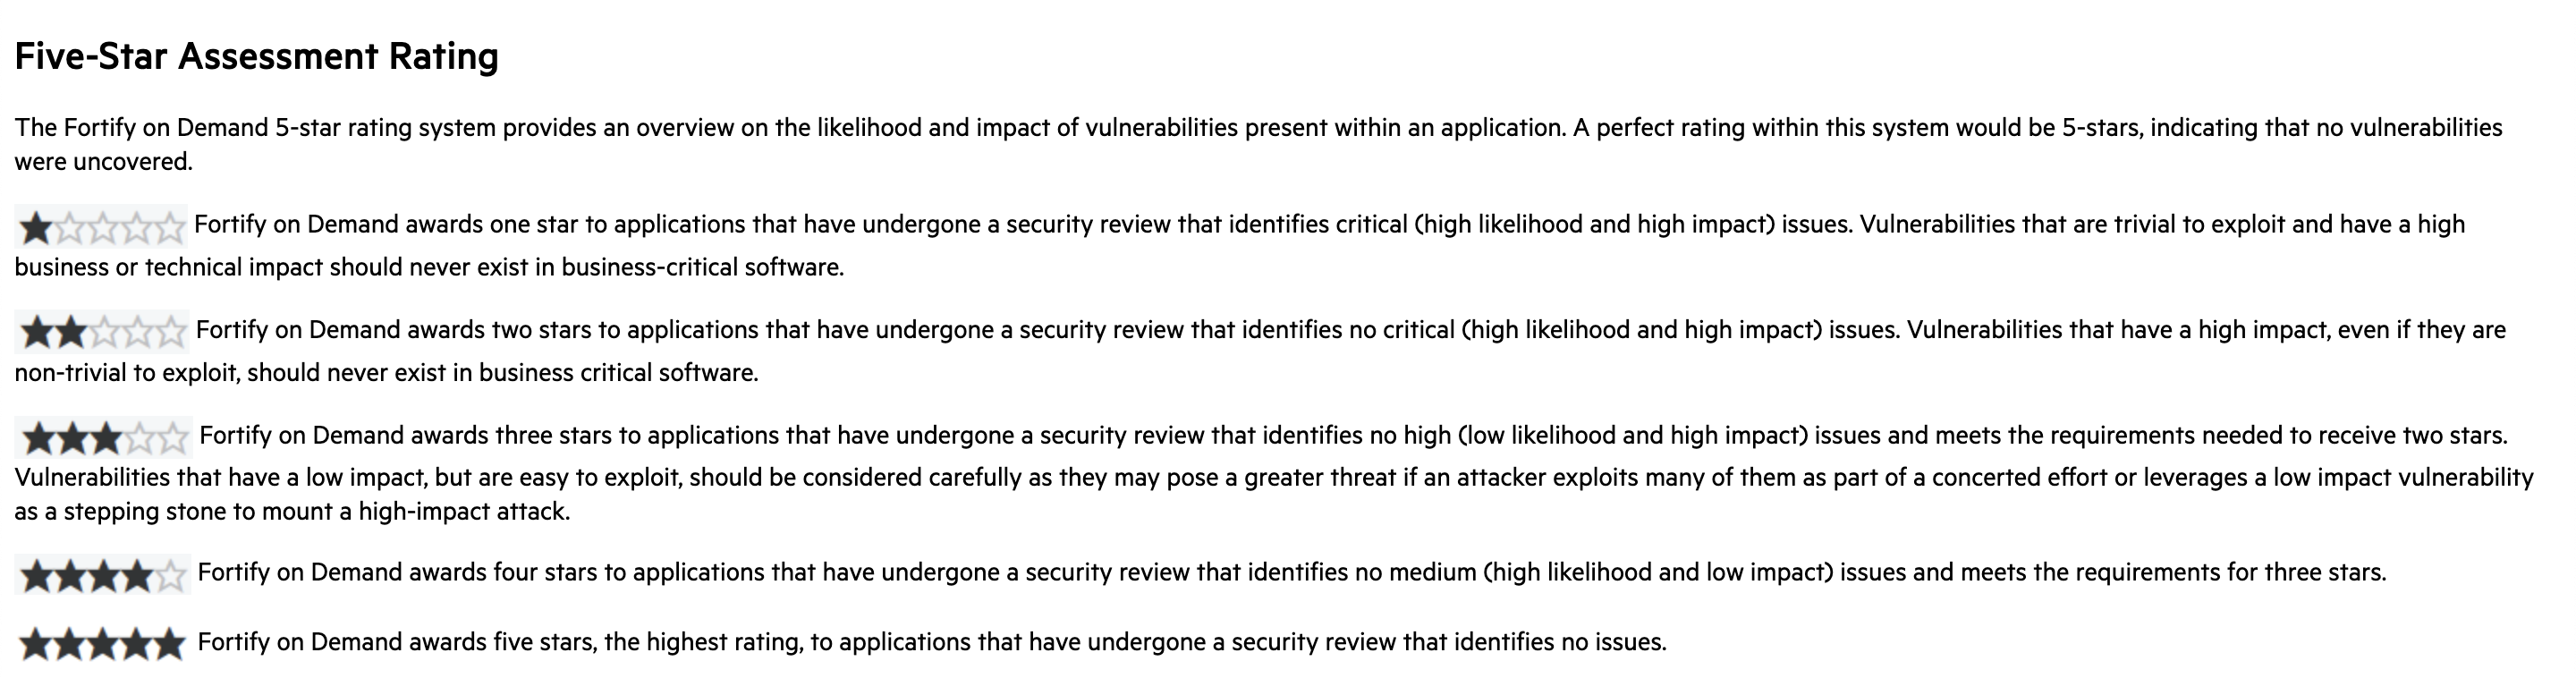 Five-Star Assessment Rating
The Fortify on Demand 5-star rating system provides an overview on the likelihood and impact of vulnerabilities present within an application. A perfect rating within this system would be 5-stars, indicating that no vulnerabilities
were uncovered.
Fortify on Demand awards one star to applications that have undergone a security review that identifies critical (high likelihood and high impact) issues. Vulnerabilities that are trivial to exploit and have a high
business or technical impact should never exist in business-critical software.
Fortify on Demand awards two stars to applications that have undergone a security review that identifies no critical (high likelihood and high impact) issues. Vulnerabilities that have a high impact, even if they are
non-trivial to exploit, should never exist in business critical software.
Fortify on Demand awards three stars to applications that have undergone a security review that identifies no high (low likelihood and high impact) issues and meets the requirements needed to receive two stars.
Vulnerabilities that have a low impact, but are easy to exploit, should be considered carefully as they may pose a greater threat if an attacker exploits many of them as part of a concerted effort or leverages a low impact vulnerability
as a stepping stone to mount a high-impact attack.
Fortify on Demand awards four stars to applications that have undergone a security review that identifies no medium (high likelihood and low impact) issues and meets the requirements for three stars.
Fortify on Demand awards five stars, the highest rating, to applications that have undergone a security review that identifies no issues.